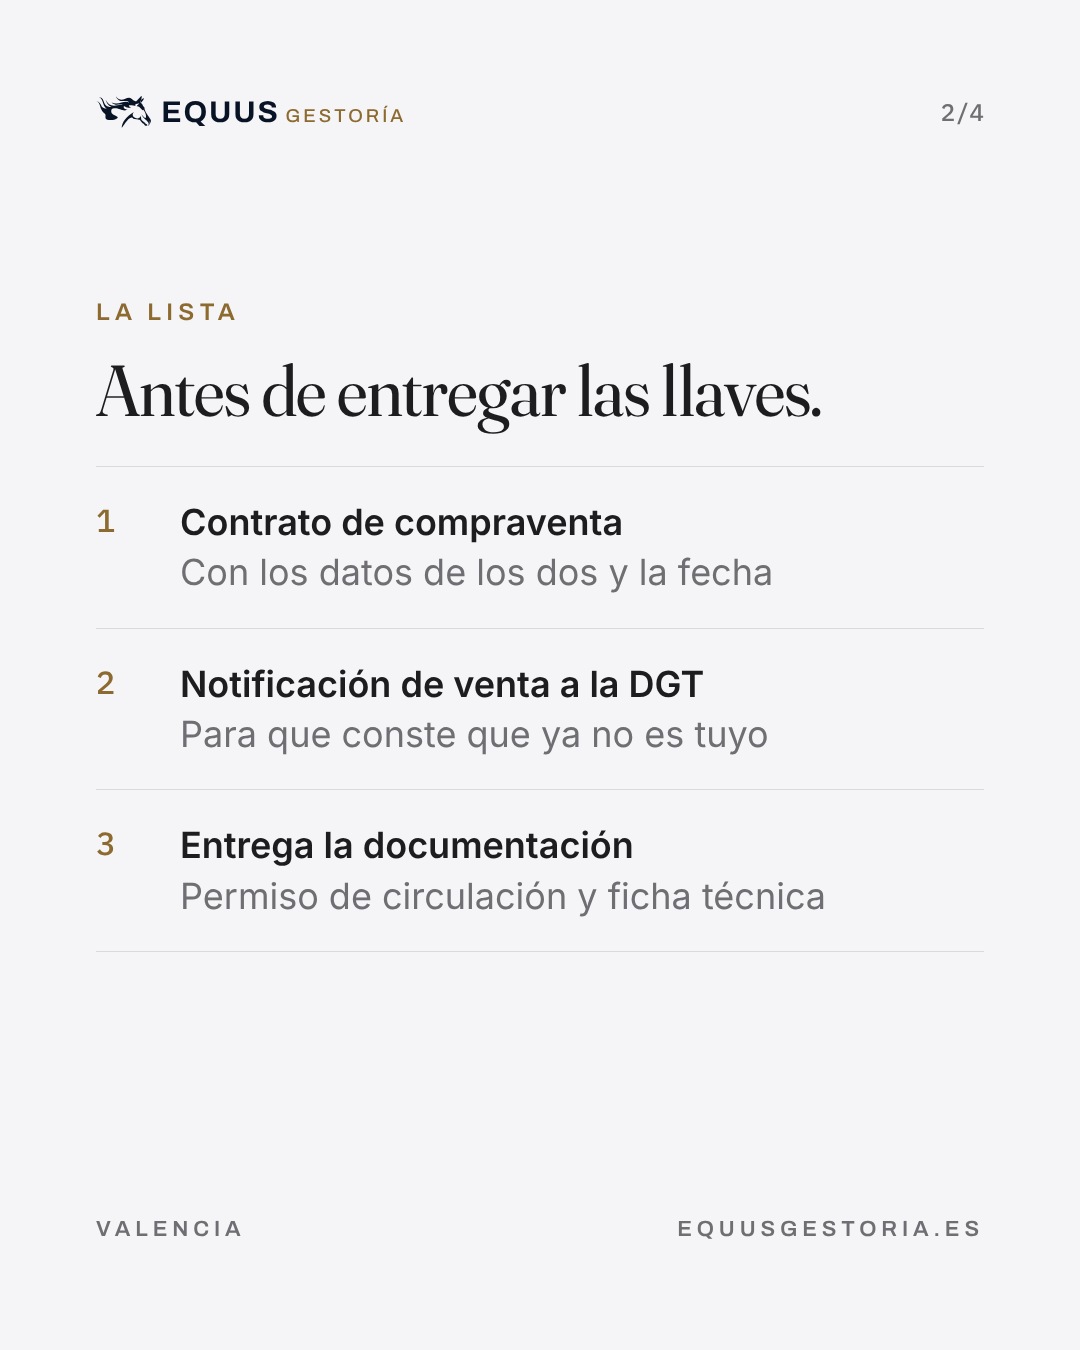 EQUUS GESTORÍA
2/4
LA LISTA
Antes de entregar las llaves.
1 Contrato de compraventa
Con los datos de los dos y la fecha
2 Notificación de venta a la DGT
Para que conste que ya no es tuyo
3 Entrega la documentación
Permiso de circulación y ficha técnica
VALENCIA
EQUUSGESTORIA.ES